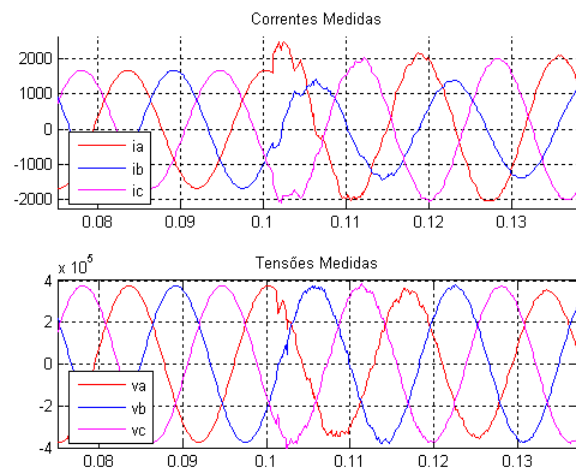 Correntes Medidas
2000
1000
0
-1000
-2000
ia
ib
ic
0.08 0.09 0.1 0.11 0.12 0.13
Tensões Medidas
x 10^5
4
2
0
-2
-4
va
vb
vc
0.08 0.09 0.1 0.11 0.12 0.13